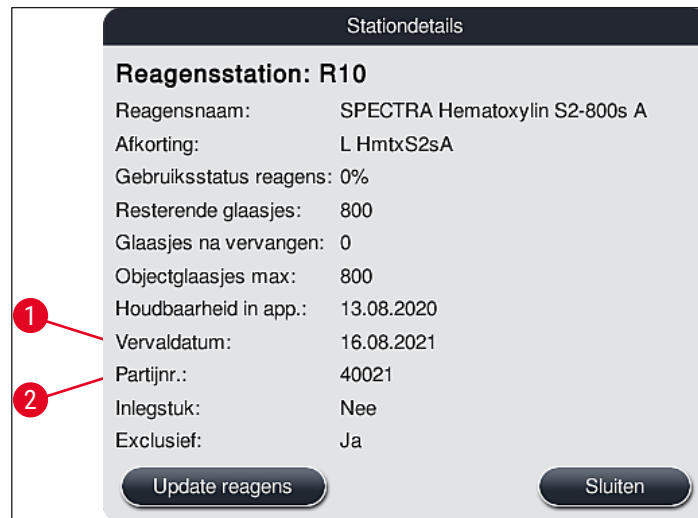 Stationdetails
Reagensstation: R10
Reagensnaam: SPECTRA Hematoxylin S2-800s A
Afkorting: L HmtxS2sA
Gebruiksstatus reagens: 0%
Resterende glaasjes: 800
Glaasjes na vervangen: 0
Objectglaasjes max: 800
Houdbaarheid in app.: 13.08.2020
1
Vervaldatum: 16.08.2021
Partijnr.: 40021
2
Inlegstuk: Nee
Exclusief: Ja
Update reagens Sluiten